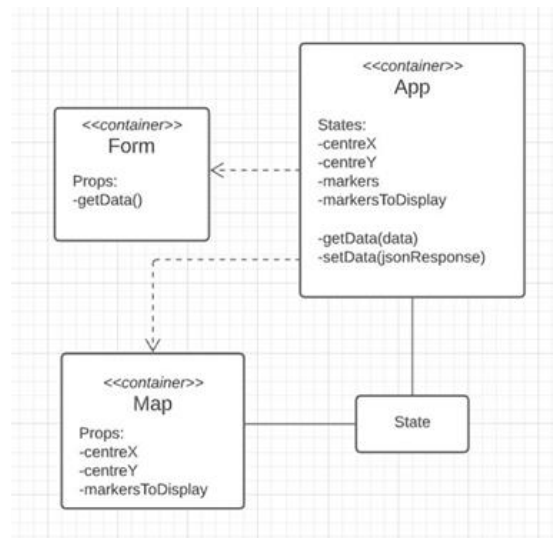 <<container>>
App
States:
-centreX
-centreY
-markers
-markersToDisplay
-getData(data)
-setData(jsonResponse)
<<container>>
Form
Props:
-getData()
<<container>>
Map
Props:
-centreX
-centreY
-markersToDisplay
State